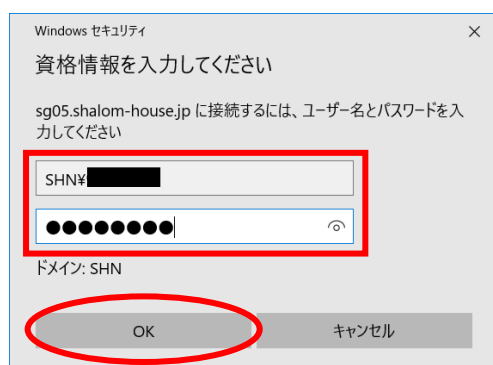 Windows セキュリティ
資格情報を入力してください
sg05.shalom-house.jp に接続するには、ユーザー名とパスワードを入
力してください
SHN¥
●●●●●●●●
ドメイン: SHN
OK キャンセル